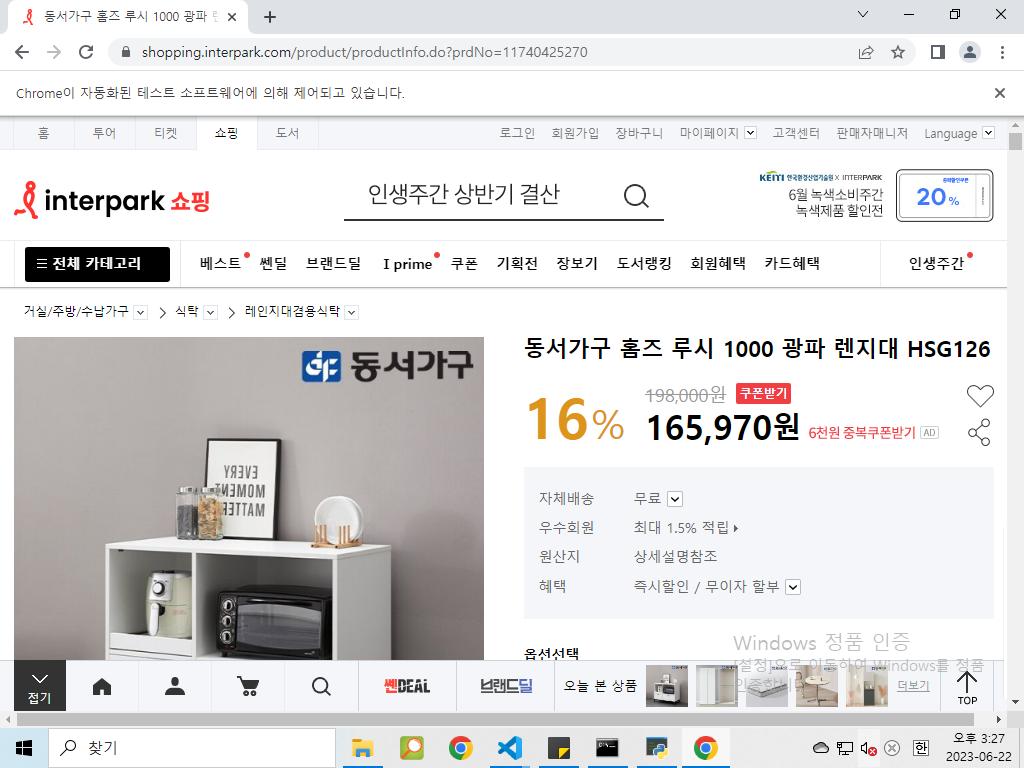 동서가구 홈즈 루시 1000 광파 렌
shopping.interpark.com/product/productInfo.do?prdNo=11740425270
Chrome이 자동화된 테스트 소프트웨어에 의해 제어되고 있습니다.
홈 투어 티켓 쇼핑 도서 로그인 회원가입 장바구니 마이페이지 고객센터 판매자매니저 Language
KEITI 한국환경산업기술원 X INTERPARK
interpark 쇼핑 인생주간 상반기 결산 6월 녹색소비주간 20%
녹색제품 할인전
전체 카테고리 베스트 쎈딜 브랜드딜 I prime 쿠폰 기획전 장보기 도서랭킹 회원혜택 카드혜택 인생주간
거실/주방/수납가구 > 식탁 > 레인지대겸용식탁
동서가구 홈즈 루시 1000 광파 렌지대 HSG126
동서가구
16% 198,000원 쿠폰받기
165,970원 6천원 중복쿠폰받기 AD
EVERY
MOMENT
MATTERS
자체배송 무료
우수회원 최대 1.5% 적립
원산지 상세설명참조
혜택 즉시할인 / 무이자 할부
옵션선택
Windows 정품 인증
[설정]으로 이동하여 Windows를 정품
인증합니다.
접기 쎈DEAL 브랜드딜 오늘 본 상품 더보기 TOP
찾기
한 오후 3:27
2023-06-22